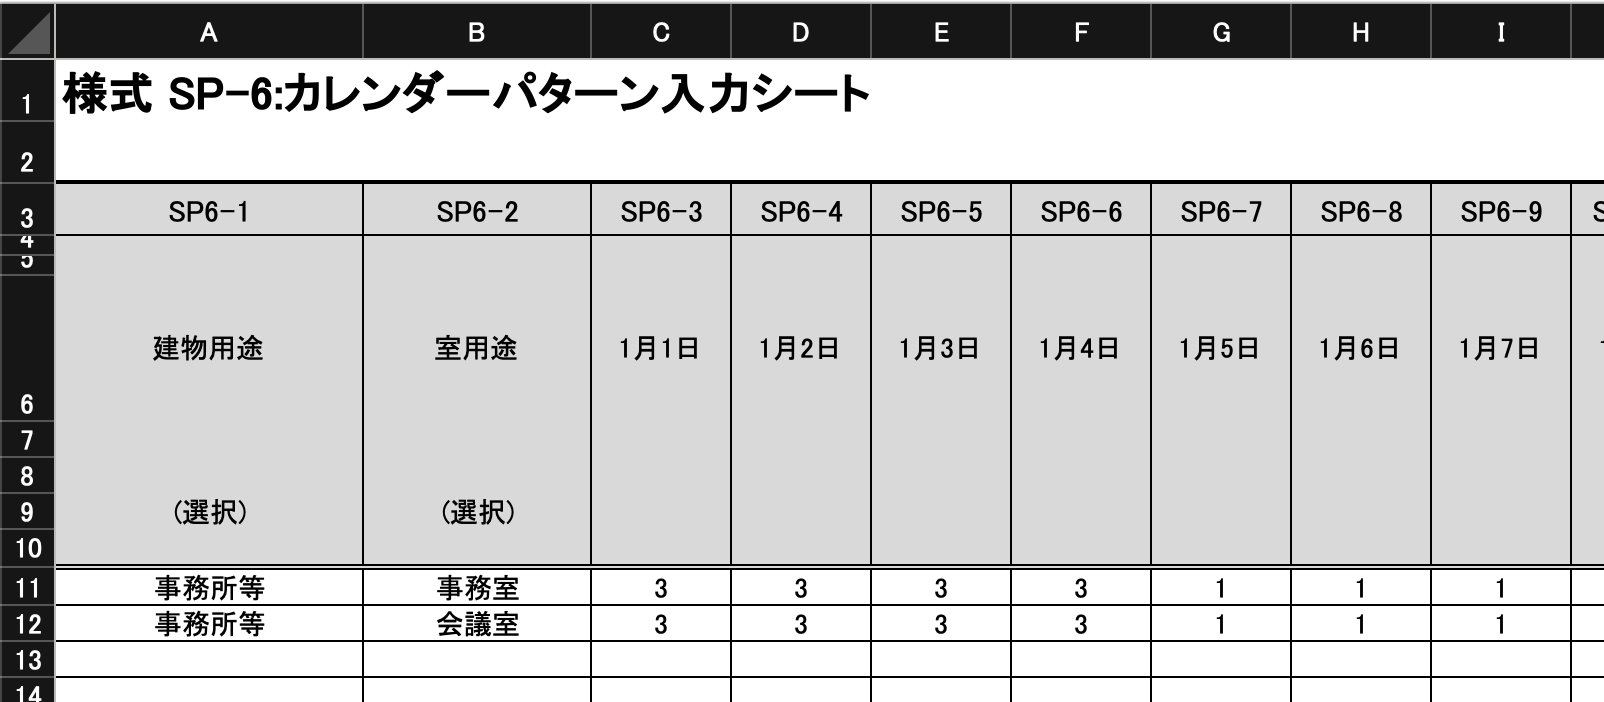 A B C D E F G H I
1 様式 SP-6:カレンダーパターン入力シート
2
3 SP6-1 SP6-2 SP6-3 SP6-4 SP6-5 SP6-6 SP6-7 SP6-8 SP6-9
4
5
建物用途 室用途 1月1日 1月2日 1月3日 1月4日 1月5日 1月6日 1月7日
6
7
8
9 (選択) (選択)
10
11 事務所等 事務室 3 3 3 3 1 1 1
12 事務所等 会議室 3 3 3 3 1 1 1
13
14